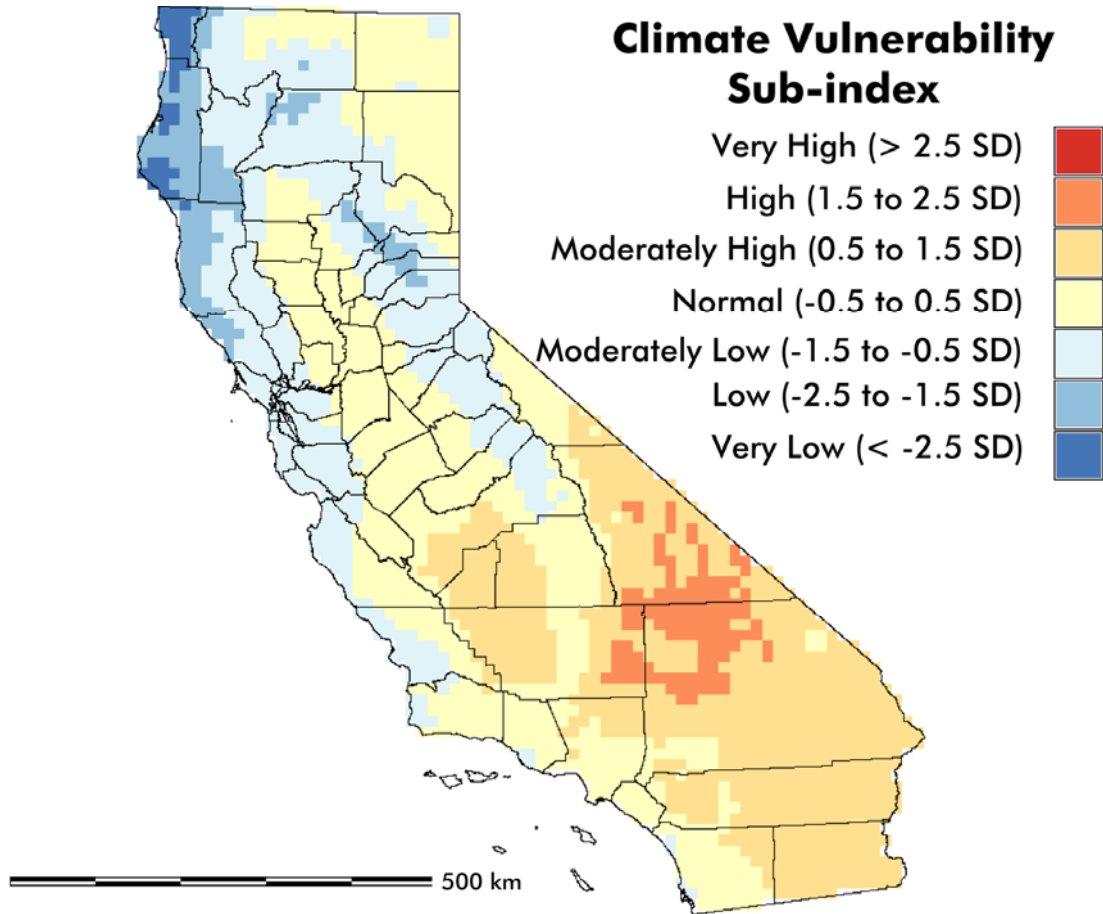 Climate Vulnerability
Sub-index
Very High (> 2.5 SD)
High (1.5 to 2.5 SD)
Moderately High (0.5 to 1.5 SD)
Normal (-0.5 to 0.5 SD)
Moderately Low (-1.5 to -0.5 SD)
Low (-2.5 to -1.5 SD)
Very Low (< -2.5 SD)
500 km